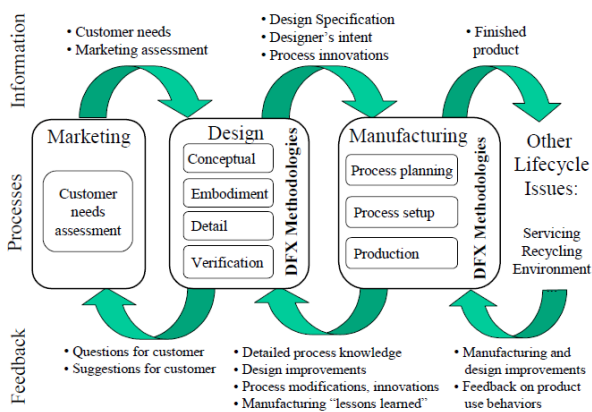 Information
• Customer needs
• Marketing assessment
• Design Specification
• Designer's intent
• Process innovations
• Finished
product
Processes
Marketing
Customer
needs
assessment
Design
Conceptual
Embodiment
Detail
Verification
DFX Methodologies
Manufacturing
Process planning
Process setup
Production
DFX Methodologies
Other
Lifecycle
Issues:
Servicing
Recycling
Environment
Feedback
• Questions for customer
• Suggestions for customer
• Detailed process knowledge
• Design improvements
• Process modifications, innovations
• Manufacturing “lessons learned”
• Manufacturing and
design improvements
• Feedback on product
use behaviors